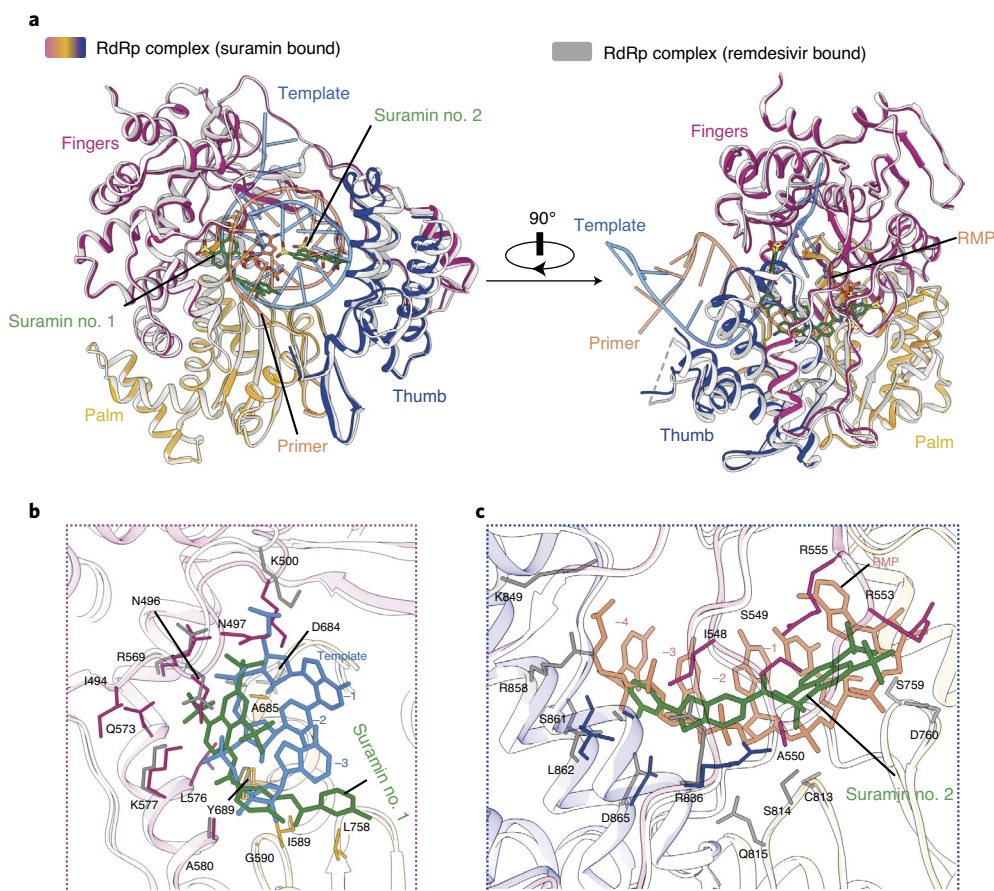 a
RdRp complex (suramin bound)
RdRp complex (remdesivir bound)
Template
Suramin no. 2
Fingers
Suramin no. 1
Palm
Primer
Thumb
90°
Fingers
Template
RMP
Primer
Thumb
Palm
b
K500
N496
N497
D684
R569
Template
I494
A685
–1
Q573
–2
–3
K577
L576
Y689
Suramin no. 1
I589
L758
A580
G590
c
R555
RMP
K849
R553
S549
–4
I548
–1
–3
–2
R858
S759
S861
D760
L862
A550
R836
C813
Suramin no. 2
D865
S814
Q815